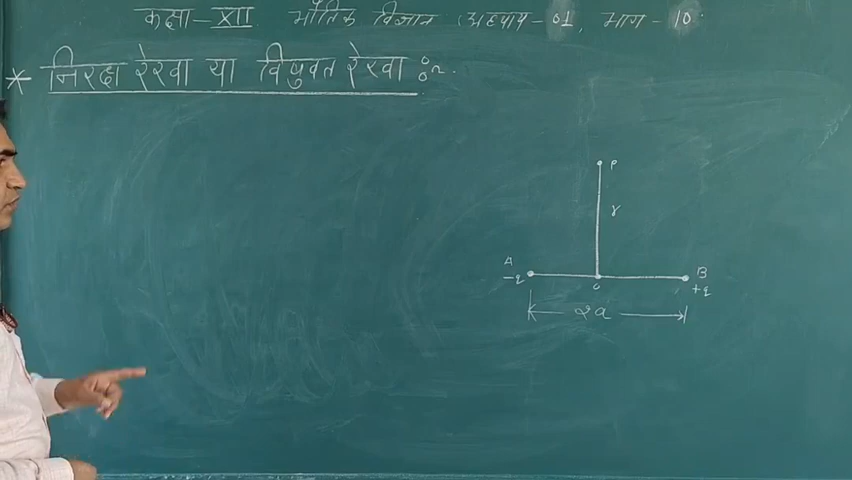 कक्षा - XII भौतिक विज्ञान अध्याय - 01, भाग - 10
* निरक्ष रेखा या विषुवत रेखा :~
P
r
A
B
-q
o
+q
2a